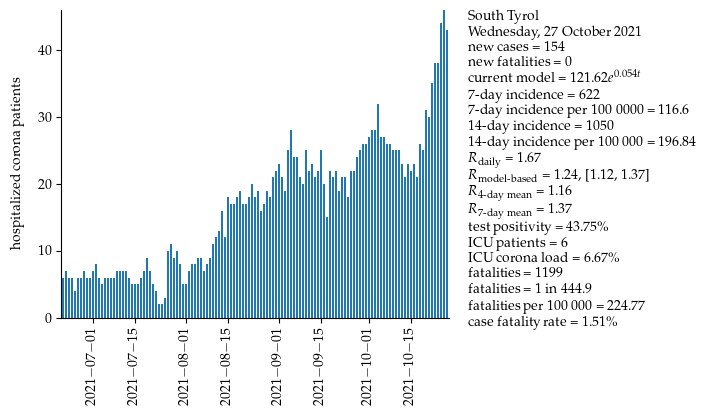 hospitalized corona patients
40
30
20
10
0
2021−07−01
2021−07−15
2021−08−01
2021−08−15
2021−09−01
2021−09−15
2021−10−01
2021−10−15
South Tyrol
Wednesday, 27 October 2021
new cases = 154
new fatalities = 0
current model = 121.62e^0.054t
7-day incidence = 622
7-day incidence per 100 0000 = 116.6
14-day incidence = 1050
14-day incidence per 100 000 = 196.84
R_daily = 1.67
R_model-based = 1.24, [1.12, 1.37]
R_4-day mean = 1.16
R_7-day mean = 1.37
test positivity = 43.75%
ICU patients = 6
ICU corona load = 6.67%
fatalities = 1199
fatalities = 1 in 444.9
fatalities per 100 000 = 224.77
case fatality rate = 1.51%